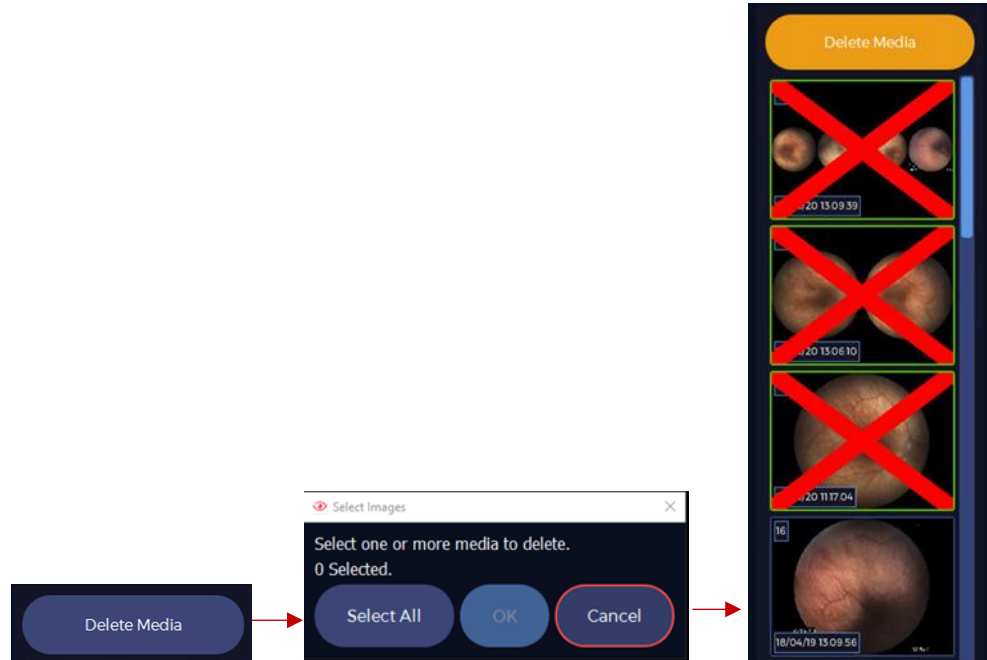 Delete Media
Select Images
Select one or more media to delete.
0 Selected.
Select All
OK
Cancel
Delete Media
/20 13:09:39
/20 13:06:10
/20 11:17:04
16
18/04/19 13:09:56